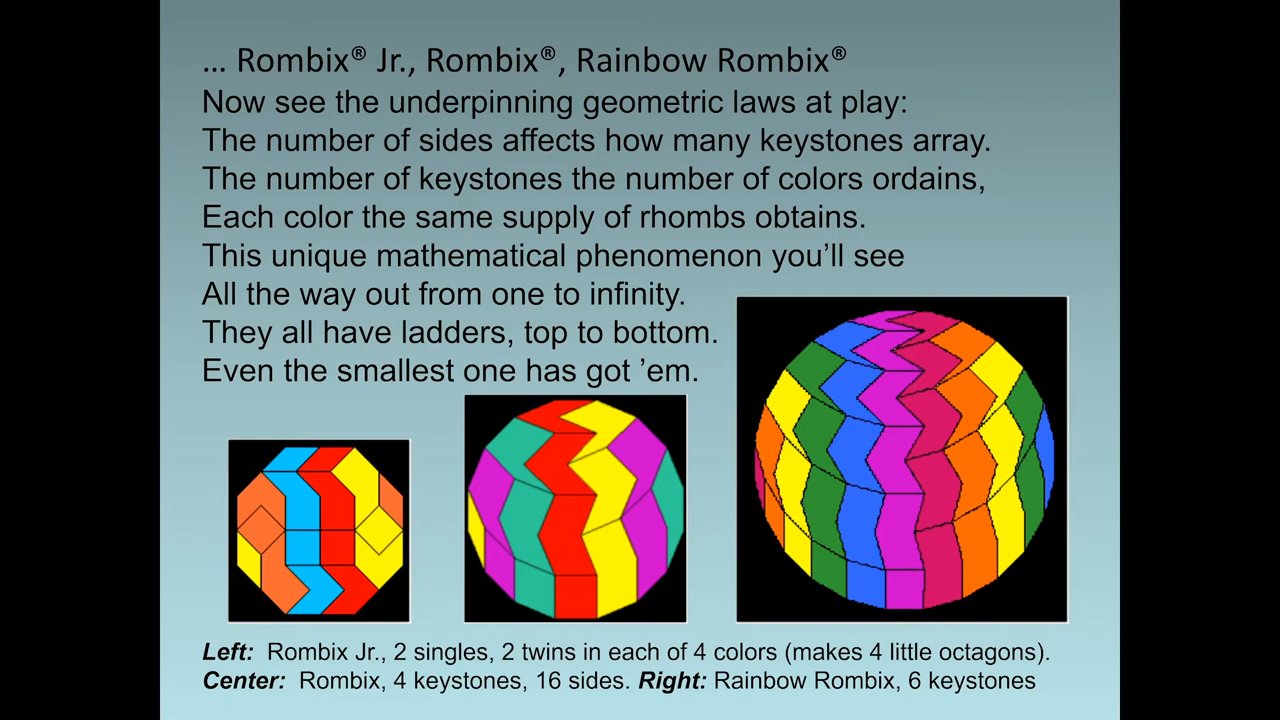 ... Rombix® Jr., Rombix®, Rainbow Rombix®
Now see the underpinning geometric laws at play:
The number of sides affects how many keystones array.
The number of keystones the number of colors ordains,
Each color the same supply of rhombs obtains.
This unique mathematical phenomenon you’ll see
All the way out from one to infinity.
They all have ladders, top to bottom.
Even the smallest one has got ’em.
Left: Rombix Jr., 2 singles, 2 twins in each of 4 colors (makes 4 little octagons).
Center: Rombix, 4 keystones, 16 sides. Right: Rainbow Rombix, 6 keystones